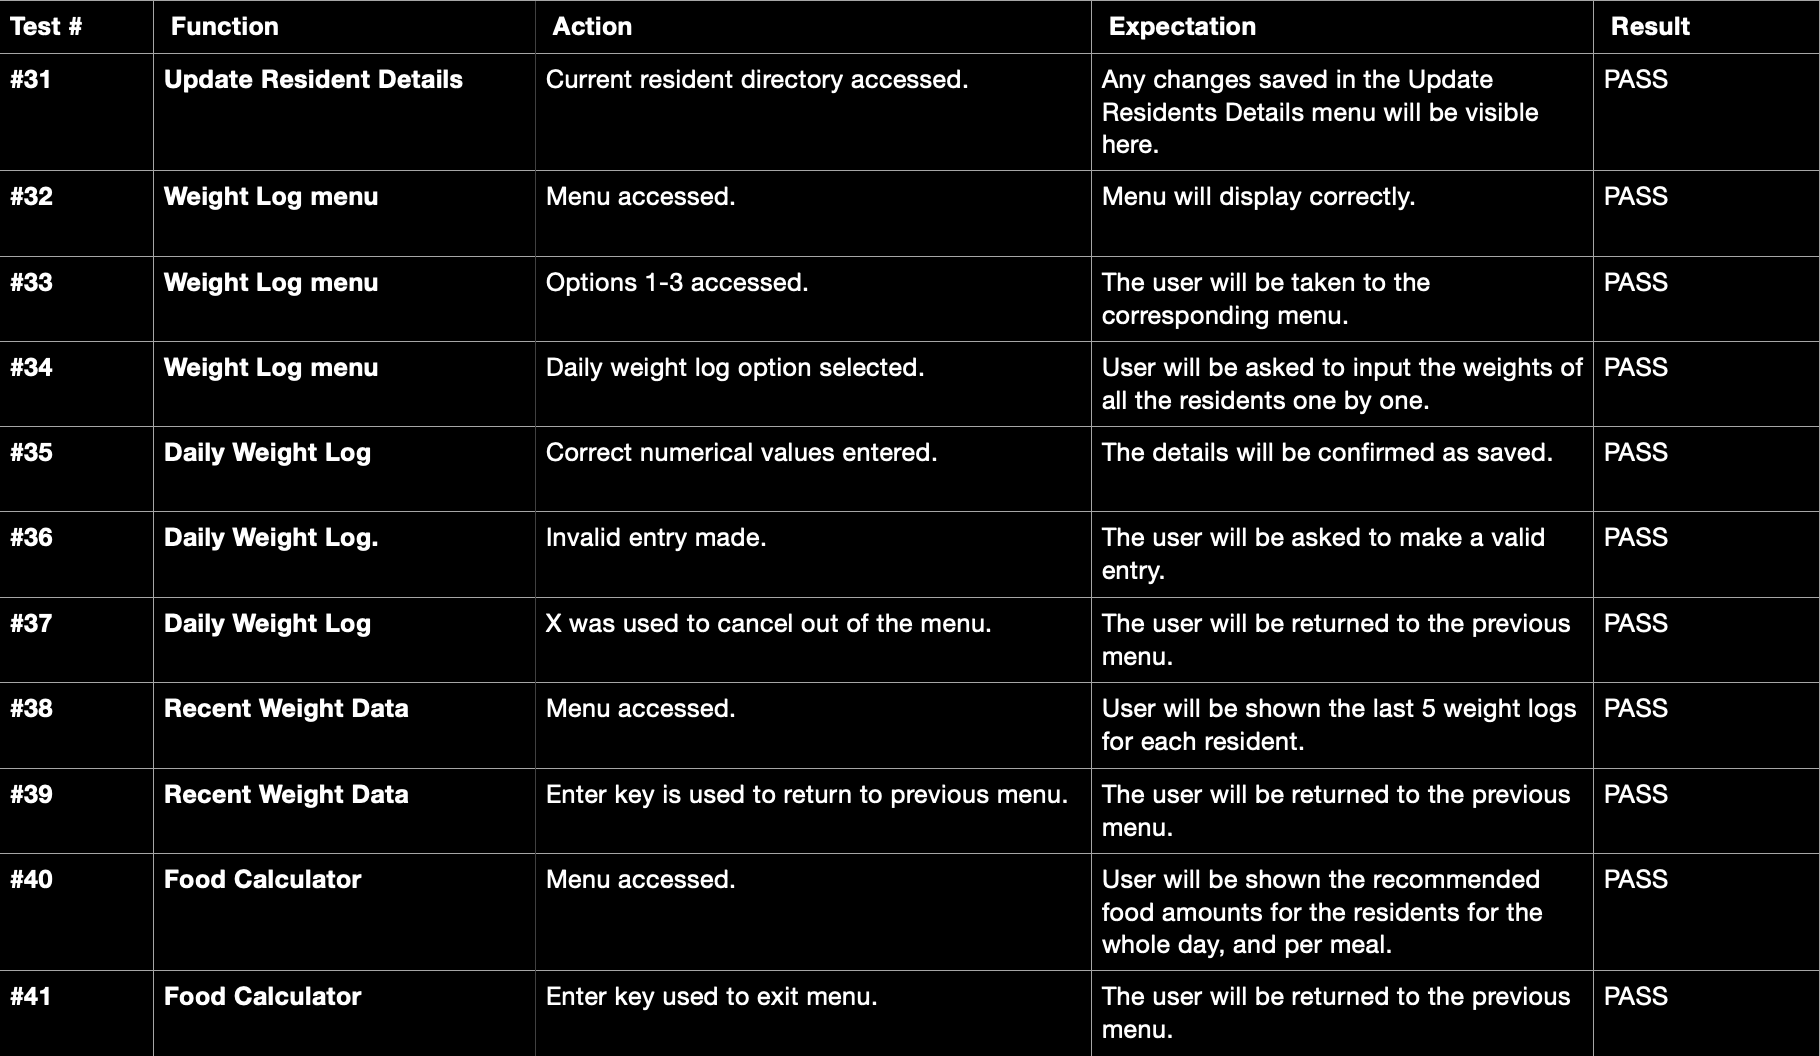 Test # Function Action Expectation Result
#31 Update Resident Details Current resident directory accessed. Any changes saved in the Update PASS
Residents Details menu will be visible
here.
#32 Weight Log menu Menu accessed. Menu will display correctly. PASS
#33 Weight Log menu Options 1-3 accessed. The user will be taken to the PASS
corresponding menu.
#34 Weight Log menu Daily weight log option selected. User will be asked to input the weights of PASS
all the residents one by one.
#35 Daily Weight Log Correct numerical values entered. The details will be confirmed as saved. PASS
#36 Daily Weight Log. Invalid entry made. The user will be asked to make a valid PASS
entry.
#37 Daily Weight Log X was used to cancel out of the menu. The user will be returned to the previous PASS
menu.
#38 Recent Weight Data Menu accessed. User will be shown the last 5 weight logs PASS
for each resident.
#39 Recent Weight Data Enter key is used to return to previous menu. The user will be returned to the previous PASS
menu.
#40 Food Calculator Menu accessed. User will be shown the recommended PASS
food amounts for the residents for the
whole day, and per meal.
#41 Food Calculator Enter key used to exit menu. The user will be returned to the previous PASS
menu.